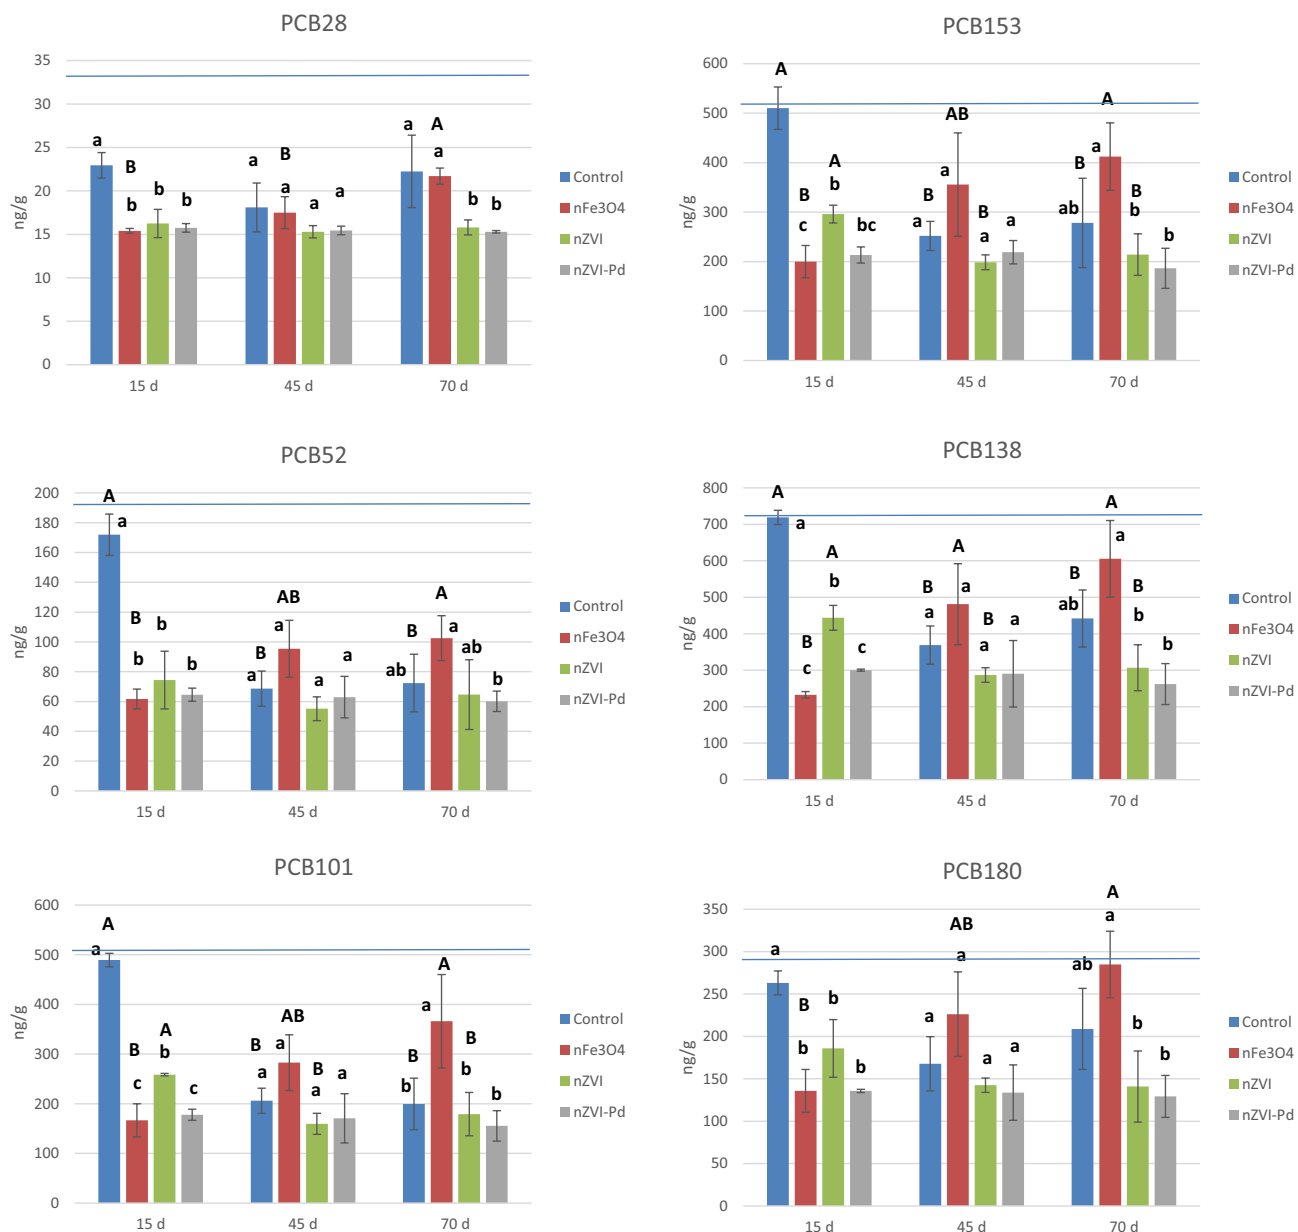 PCB28
35
30
25
20
15
10
5
0
ng/g
a
B
b
b
b
a
B
a
a
a
a
A
a
b
b
15 d
45 d
70 d
Control
nFe3O4
nZVI
nZVI-Pd
PCB153
600
500
400
300
200
100
0
ng/g
A
B
c
A
b
bc
B
a
AB
a
B
a
a
B
ab
A
a
B
b
b
15 d
45 d
70 d
Control
nFe3O4
nZVI
nZVI-Pd
PCB52
200
180
160
140
120
100
80
60
40
20
0
ng/g
A
a
B
b
b
b
B
a
AB
a
a
a
B
ab
A
a
ab
b
15 d
45 d
70 d
Control
nFe3O4
nZVI
nZVI-Pd
PCB138
800
700
600
500
400
300
200
100
0
ng/g
A
a
B
c
A
b
c
B
a
A
a
B
a
a
B
ab
A
a
B
b
b
15 d
45 d
70 d
Control
nFe3O4
nZVI
nZVI-Pd
PCB101
600
500
400
300
200
100
0
ng/g
A
a
B
c
A
b
c
B
a
AB
a
B
a
a
B
b
A
a
B
b
b
15 d
45 d
70 d
Control
nFe3O4
nZVI
nZVI-Pd
PCB180
350
300
250
200
150
100
50
0
ng/g
a
B
b
b
b
a
AB
a
a
a
ab
A
a
b
b
15 d
45 d
70 d
Control
nFe3O4
nZVI
nZVI-Pd